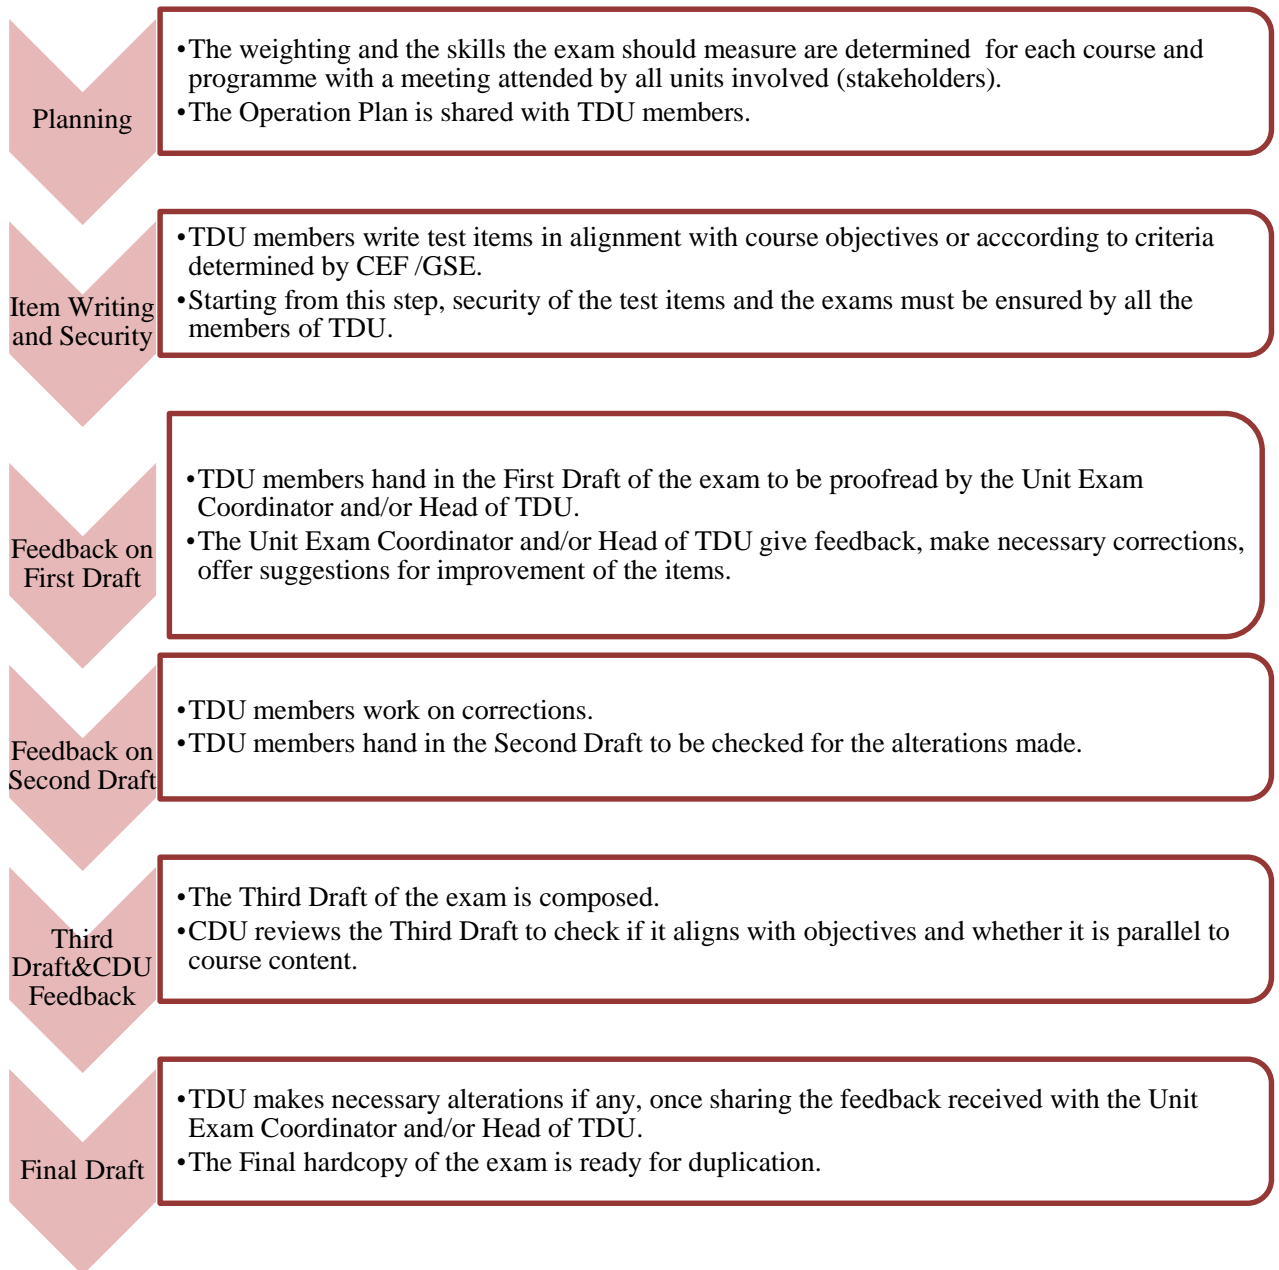 Planning
•The weighting and the skills the exam should measure are determined  for each course and
programme with a meeting attended by all units involved (stakeholders).
•The Operation Plan is shared with TDU members.
Item Writing
and Security
•TDU members write test items in alignment with course objectives or acccording to criteria
determined by CEF /GSE.
•Starting from this step, security of the test items and the exams must be ensured by all the
members of TDU.
Feedback on
First Draft
•TDU members hand in the First Draft of the exam to be proofread by the Unit Exam
Coordinator and/or Head of TDU.
•The Unit Exam Coordinator and/or Head of TDU give feedback, make necessary corrections,
offer suggestions for improvement of the items.
Feedback on
Second Draft
•TDU members work on corrections.
•TDU members hand in the Second Draft to be checked for the alterations made.
Third
Draft&CDU
Feedback
•The Third Draft of the exam is composed.
•CDU reviews the Third Draft to check if it aligns with objectives and whether it is parallel to
course content.
Final Draft
•TDU makes necessary alterations if any, once sharing the feedback received with the Unit
Exam Coordinator and/or Head of TDU.
•The Final hardcopy of the exam is ready for duplication.